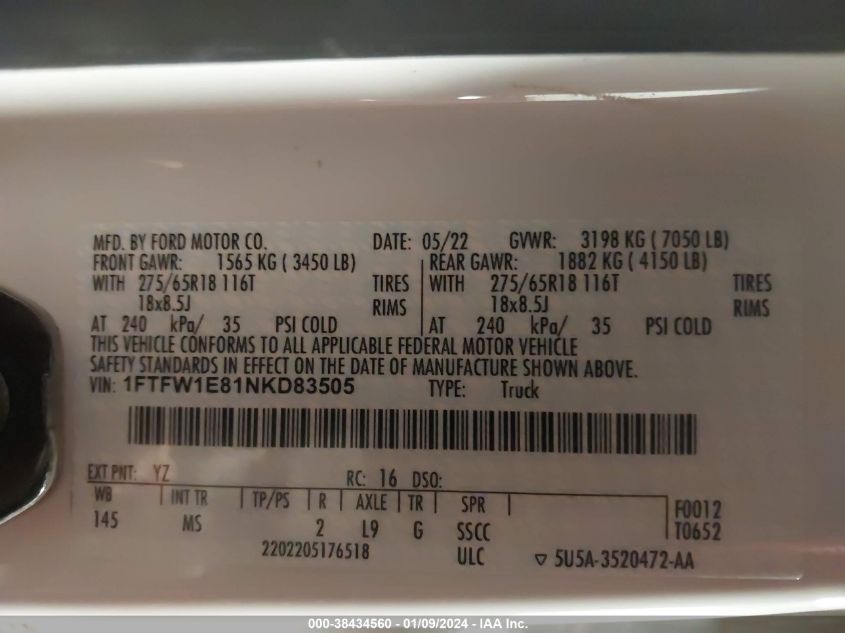 MFD. BY FORD MOTOR CO. DATE: 05/22 GVWR: 3198 KG ( 7050 LB)
FRONT GAWR: 1565 KG ( 3450 LB) REAR GAWR: 1882 KG ( 4150 LB)
WITH 275/65R18 116T TIRES WITH 275/65R18 116T TIRES
18x8.5J RIMS 18x8.5J RIMS
AT 240 kPa/ 35 PSI COLD AT 240 kPa/ 35 PSI COLD
THIS VEHICLE CONFORMS TO ALL APPLICABLE FEDERAL MOTOR VEHICLE
SAFETY STANDARDS IN EFFECT ON THE DATE OF MANUFACTURE SHOWN ABOVE.
VIN: 1FTFW1E81NKD83505 TYPE: Truck
EXT PNT: YZ RC: 16 DSO:
WB INT TR TP/PS R AXLE TR SPR F0012
145 MS 2 L9 G SSCC T0652
2202205176518 ULC ▽ 5U5A-3520472-AA
000-38434560 - 01/09/2024 - IAA Inc.